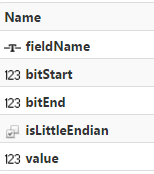 Name
T fieldName
123 bitStart
123 bitEnd
isLittleEndian
123 value